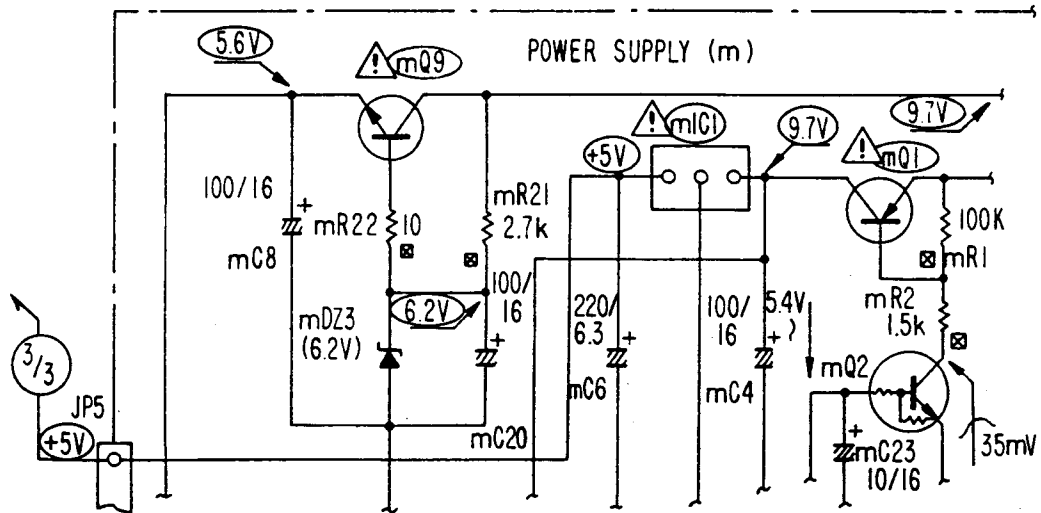 5.6V
! mQ9
POWER SUPPLY (m)
9.7V
! mIC1
9.7V
+5V
! mQ1
100/16
+
mR22
10
mR21
2.7k
100K
mR1
mC8
100/
16
6.2V
mDZ3
(6.2V)
+
220/
6.3
+
100/
16
+
5.4V
mR2
1.5k
3/3
mC6
mC4
mQ2
JP5
+5V
mC20
+
mC23
10/16
35mV